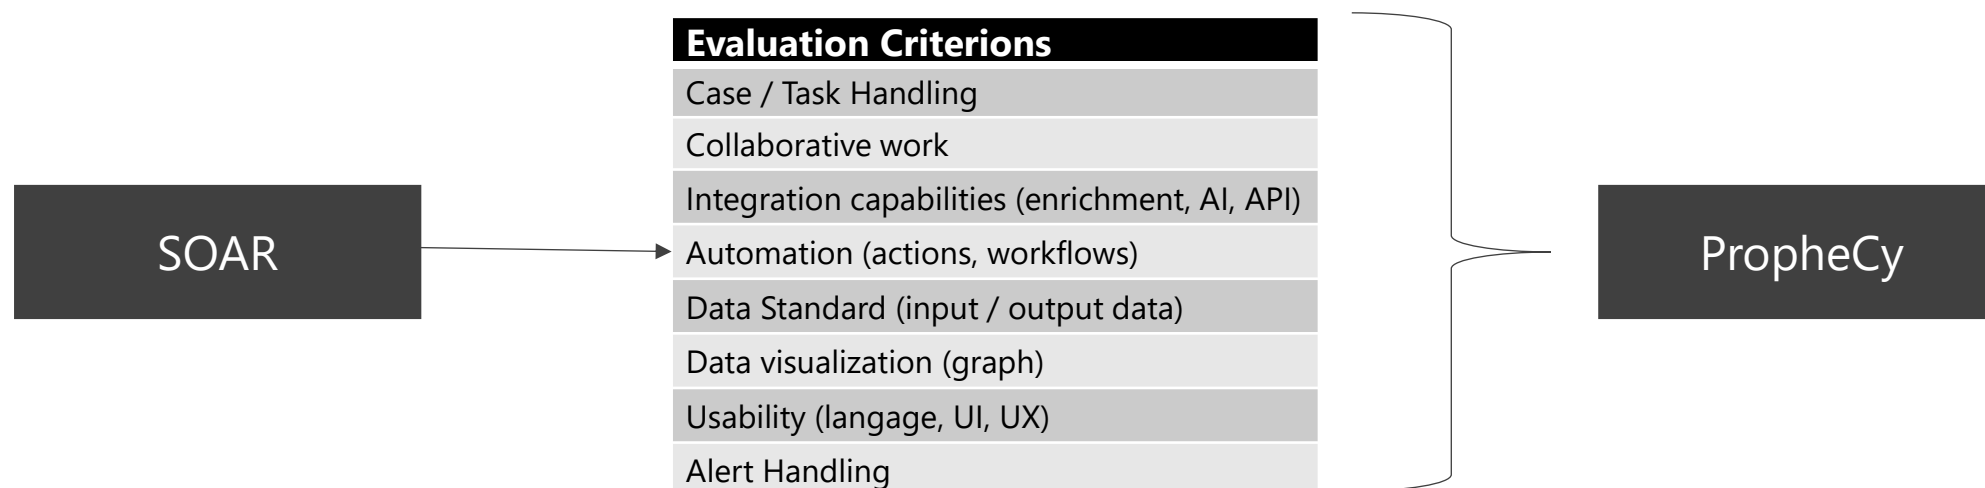 SOAR
Evaluation Criterions
Case / Task Handling
Collaborative work
Integration capabilities (enrichment, AI, API)
Automation (actions, workflows)
Data Standard (input / output data)
Data visualization (graph)
Usability (langage, UI, UX)
Alert Handling
PropheCy